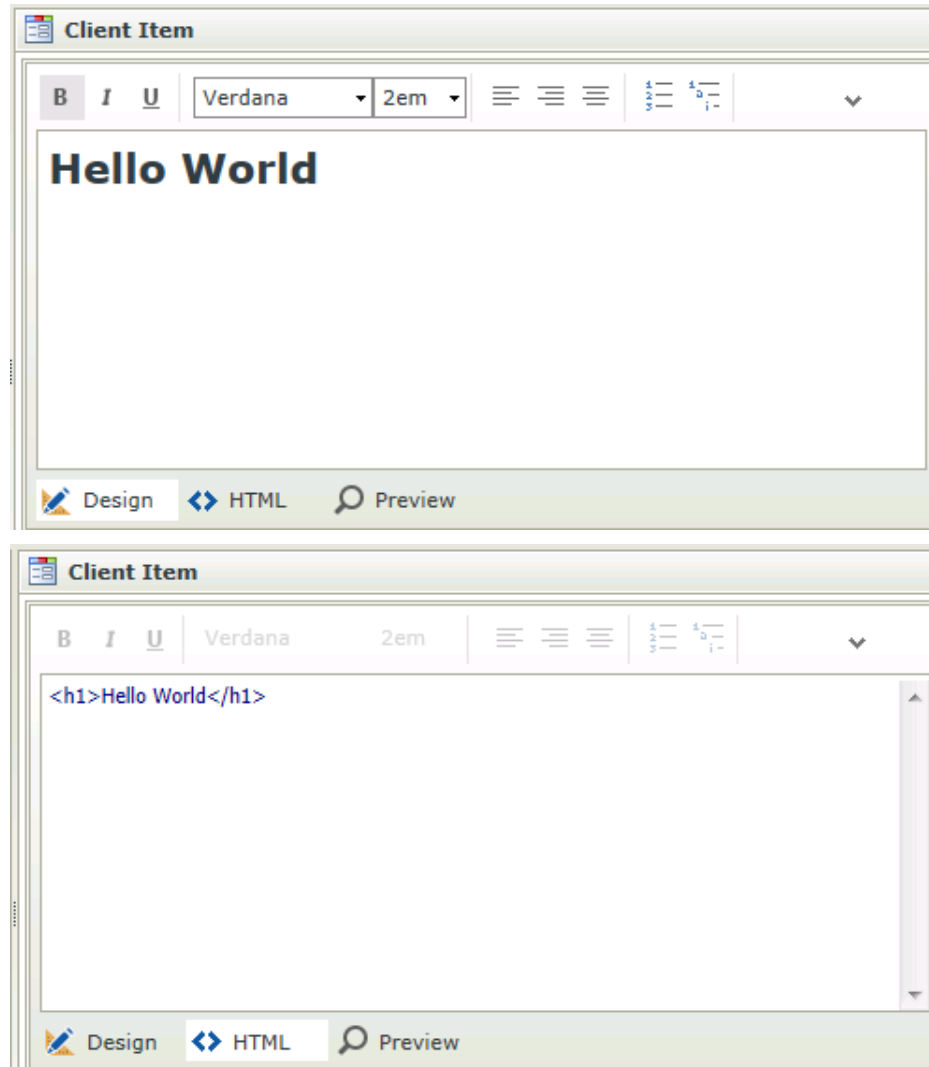 Client Item
B I U Verdana 2em
Hello World
Design HTML Preview
Client Item
B I U Verdana 2em
<h1>Hello World</h1>
Design HTML Preview